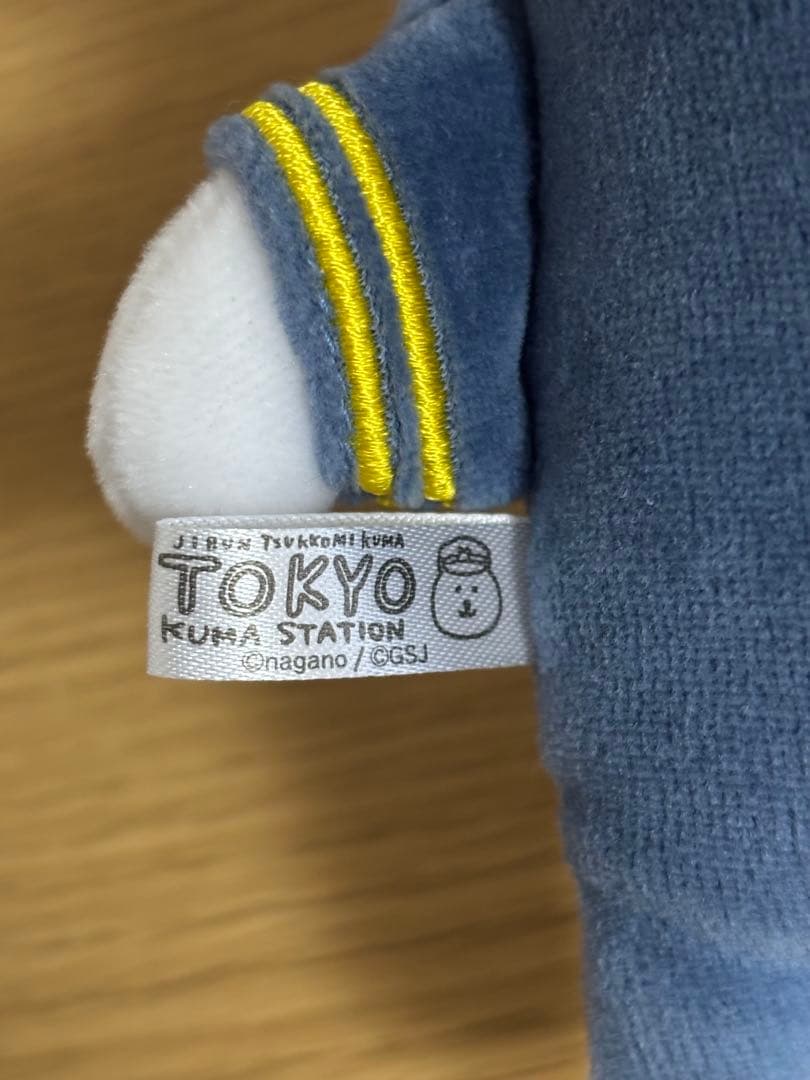 JIBUN TSUKKOMI KUMA
TOKYO
KUMA STATION
©nagano / ©GSJ